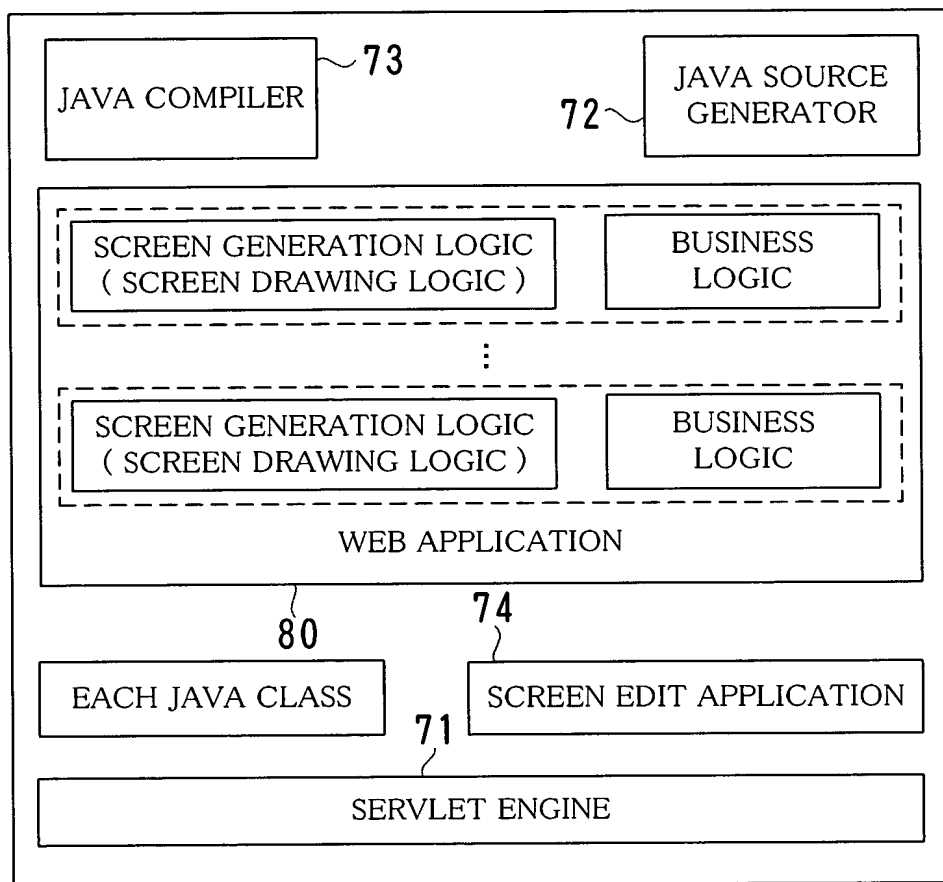 JAVA COMPILER
73
JAVA SOURCE
GENERATOR
72
SCREEN GENERATION LOGIC
( SCREEN DRAWING LOGIC )
BUSINESS
LOGIC
⋮
SCREEN GENERATION LOGIC
( SCREEN DRAWING LOGIC )
BUSINESS
LOGIC
WEB APPLICATION
80
74
EACH JAVA CLASS
SCREEN EDIT APPLICATION
71
SERVLET ENGINE